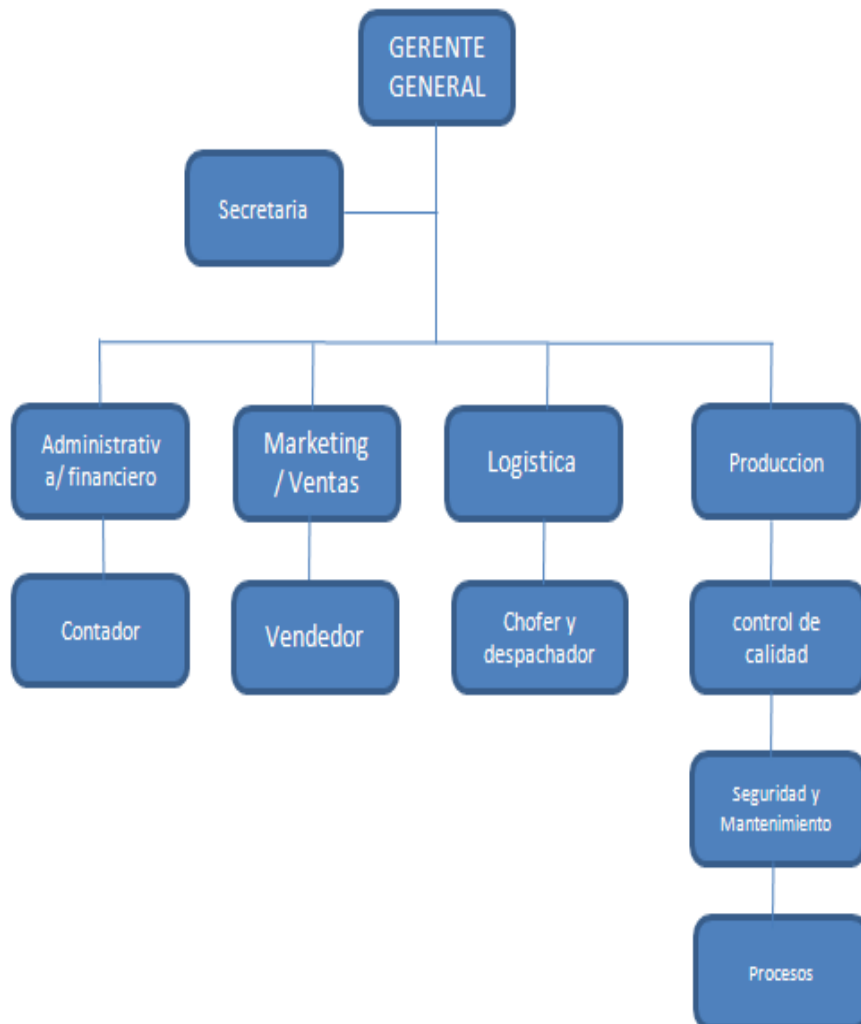 GERENTE
GENERAL
Secretaria
Administrativ
a/ financiero
Marketing
/ Ventas
Logistica
Produccion
Contador
Vendedor
Chofer y
despachador
control de
calidad
Seguridad y
Mantenimiento
Procesos